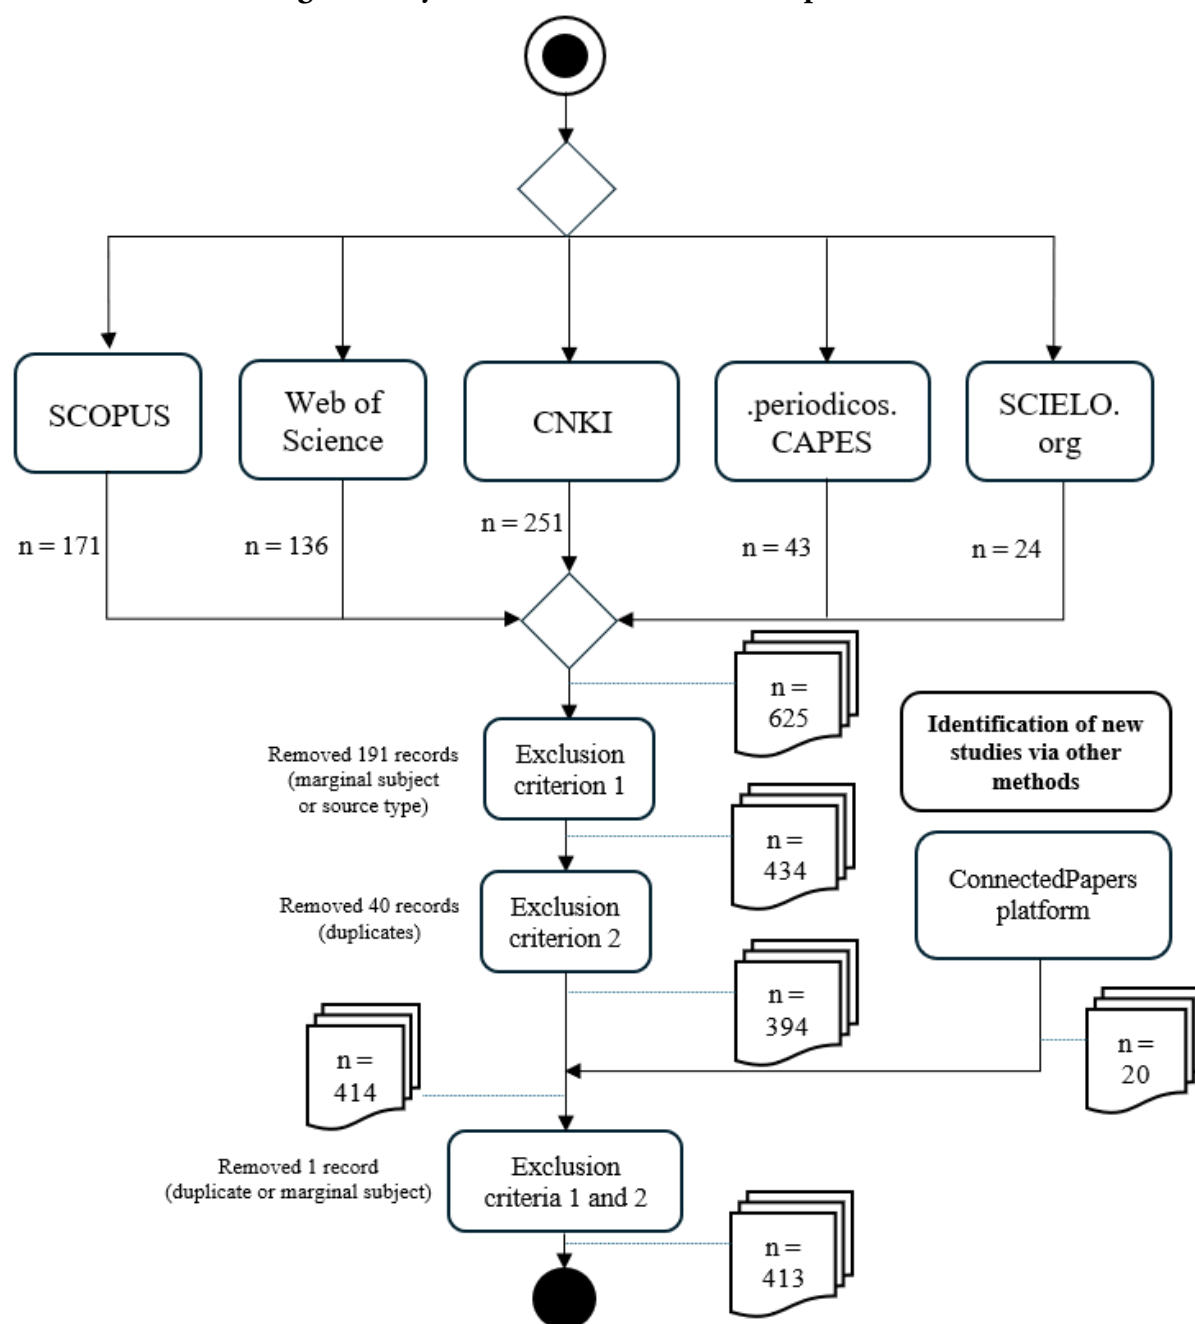 SCOPUS
Web of
Science
CNKI
.periodicos.
CAPES
SCIELO.
org
n = 171
n = 136
n = 251
n = 43
n = 24
n =
625
Identification of new
studies via other
methods
Removed 191 records
(marginal subject
or source type)
Exclusion
criterion 1
n =
434
ConnectedPapers
platform
Removed 40 records
(duplicates)
Exclusion
criterion 2
n =
394
n =
20
n =
414
Removed 1 record
(duplicate or marginal subject)
Exclusion
criteria 1 and 2
n =
413